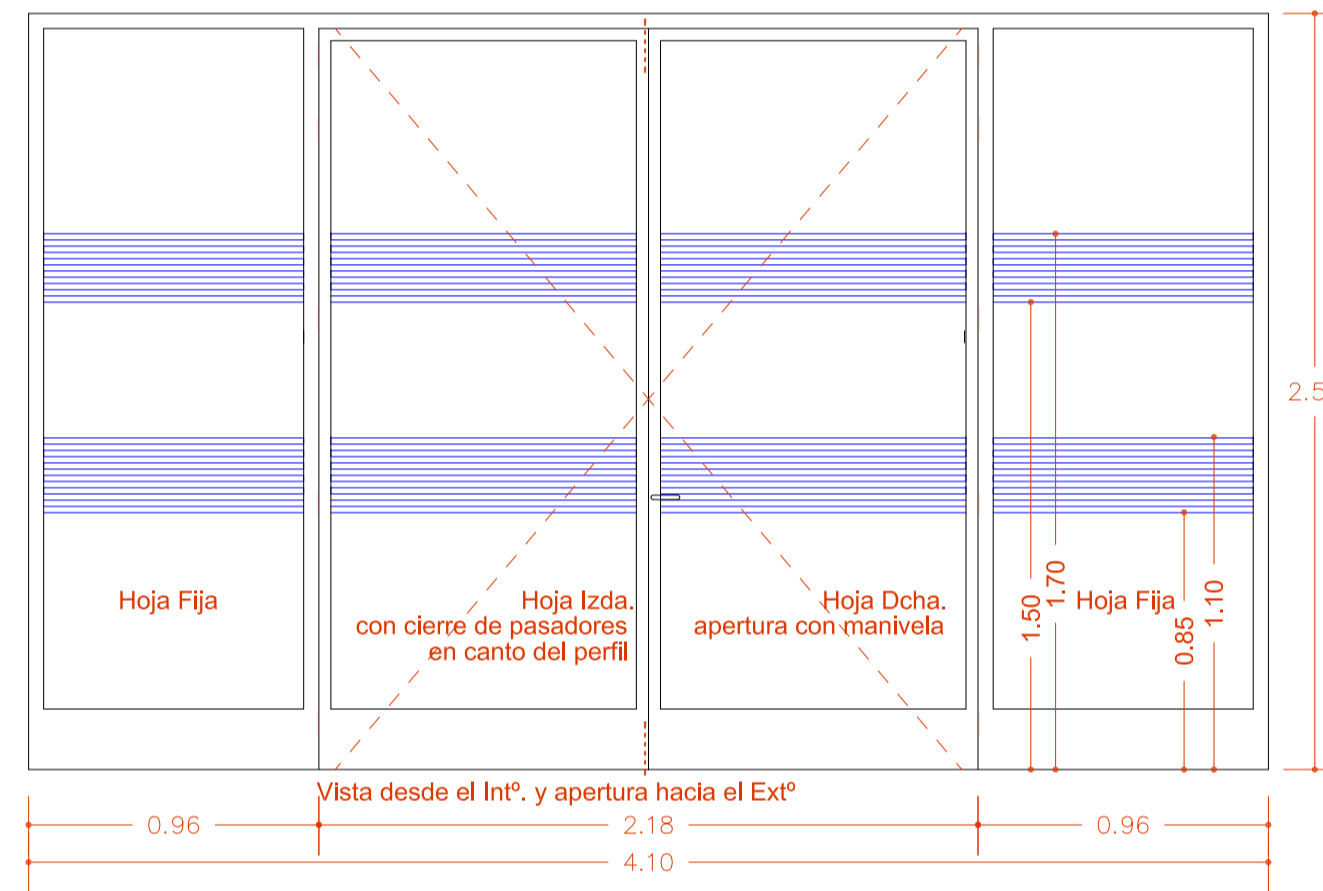 2.5
Hoja Fija
Hoja Izda.
con cierre de pasadores
en canto del perfil
Hoja Dcha.
apertura con manivela
1.50
1.70
Hoja Fija
0.85
1.10
Vista desde el Intº. y apertura hacia el Extº
0.96
2.18
0.96
4.10